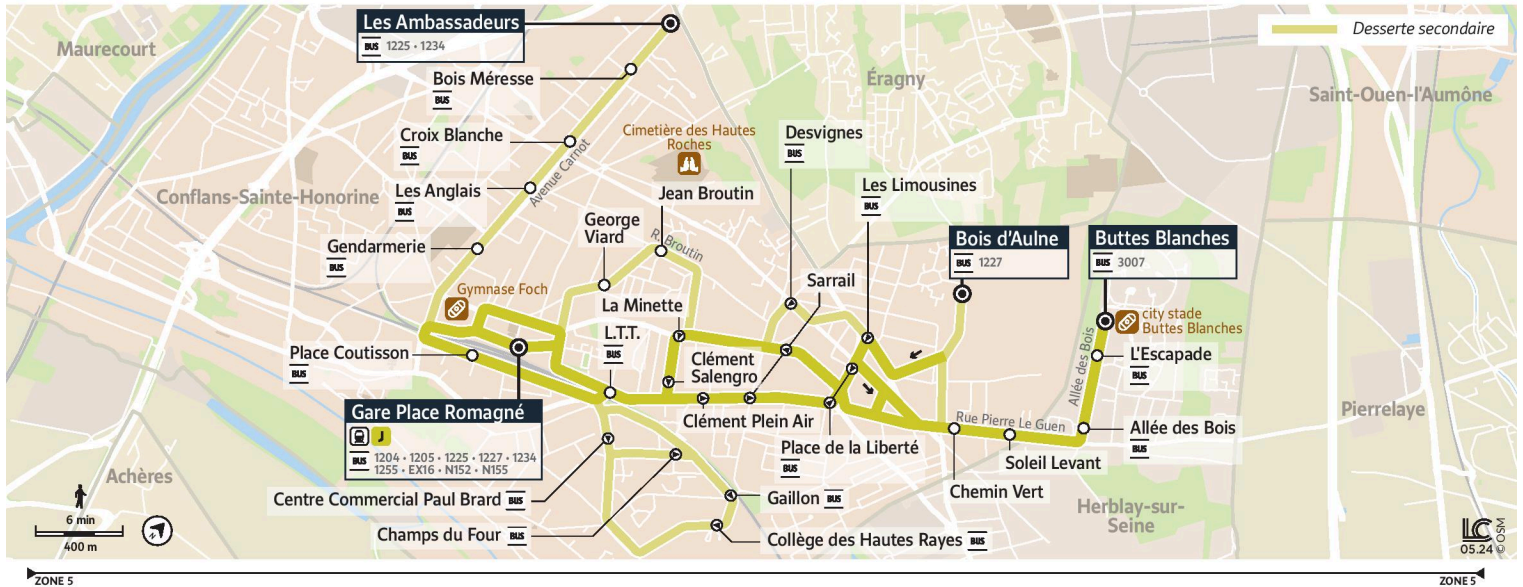 Les Ambassadeurs
BUS 1225 • 1234
Desserte secondaire
Maurecourt
Bois Méresse
BUS
Éragny
Saint-Ouen-l'Aumône
Croix Blanche
BUS
Cimetière des Hautes
Roches
Desvignes
BUS
Avenue Carnot
Conflans-Sainte-Honorine
Les Anglais
BUS
Jean Broutin
Les Limousines
BUS
George
Viard
R. Broutin
Gendarmerie
BUS
Bois d'Aulne
BUS 1227
Buttes Blanches
BUS 3007
Gymnase Foch
La Minette
Sarrail
city stade
Buttes Blanches
L.T.T.
BUS
Place Coutisson
BUS
Clément
Salengro
Allée des Bois
L'Escapade
BUS
Gare Place Romagné
J
BUS 1204 • 1205 • 1225 • 1227 • 1234
1255 • EX16 • N152 • N155
Clément Plein Air
Rue Pierre Le Guen
Pierrelaye
Allée des Bois
BUS
Place de la Liberté
BUS
Soleil Levant
Achères
Centre Commercial Paul Brard BUS
Gaillon BUS
Chemin Vert
Herblay-sur-
Seine
Champs du Four BUS
Collège des Hautes Rayes BUS
6 min
400 m
N
LC
05.24
© OSM
ZONE 5
ZONE 5